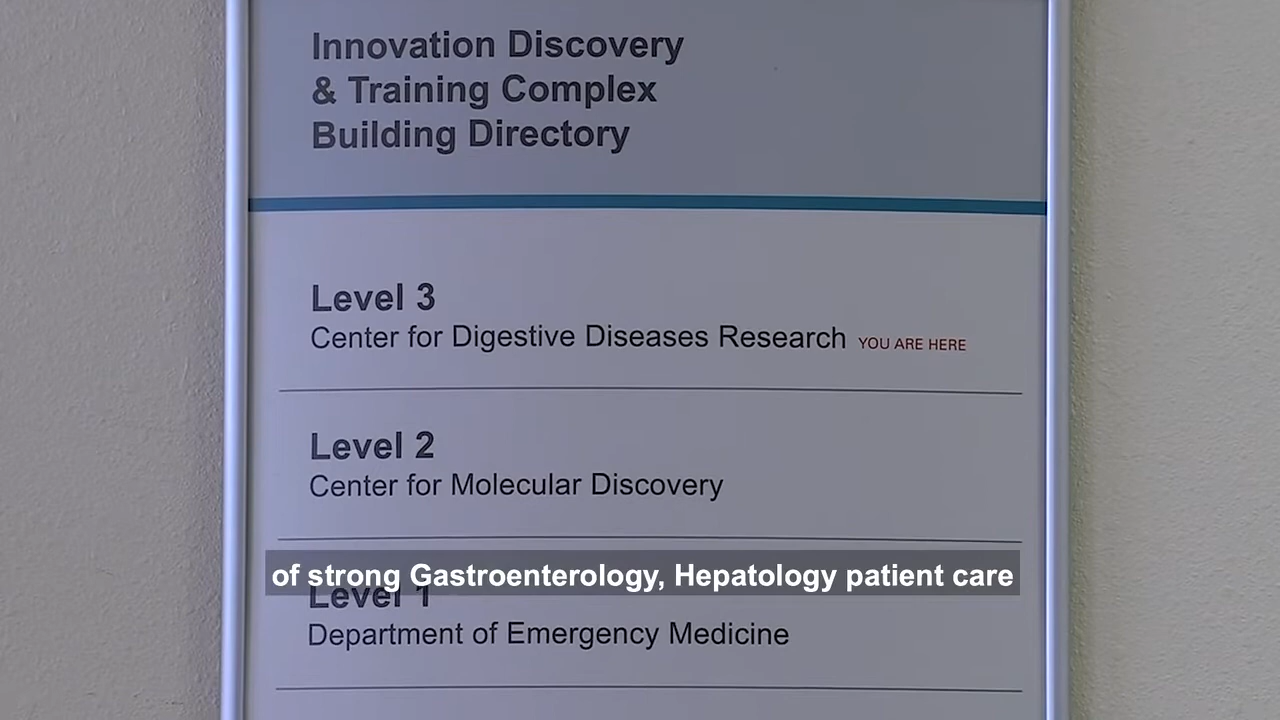 Innovation Discovery
& Training Complex
Building Directory
Level 3
Center for Digestive Diseases Research YOU ARE HERE
Level 2
Center for Molecular Discovery
of strong Gastroenterology, Hepatology patient care
Level 1
Department of Emergency Medicine